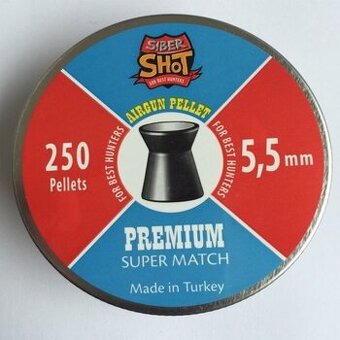 SIBER
SHOT
FOR BEST HUNTERS
AIRGUN PELLET
FOR BEST HUNTERS
FOR BEST HUNTERS
250
Pellets
5,5 mm
PREMIUM
SUPER MATCH
Made in Turkey